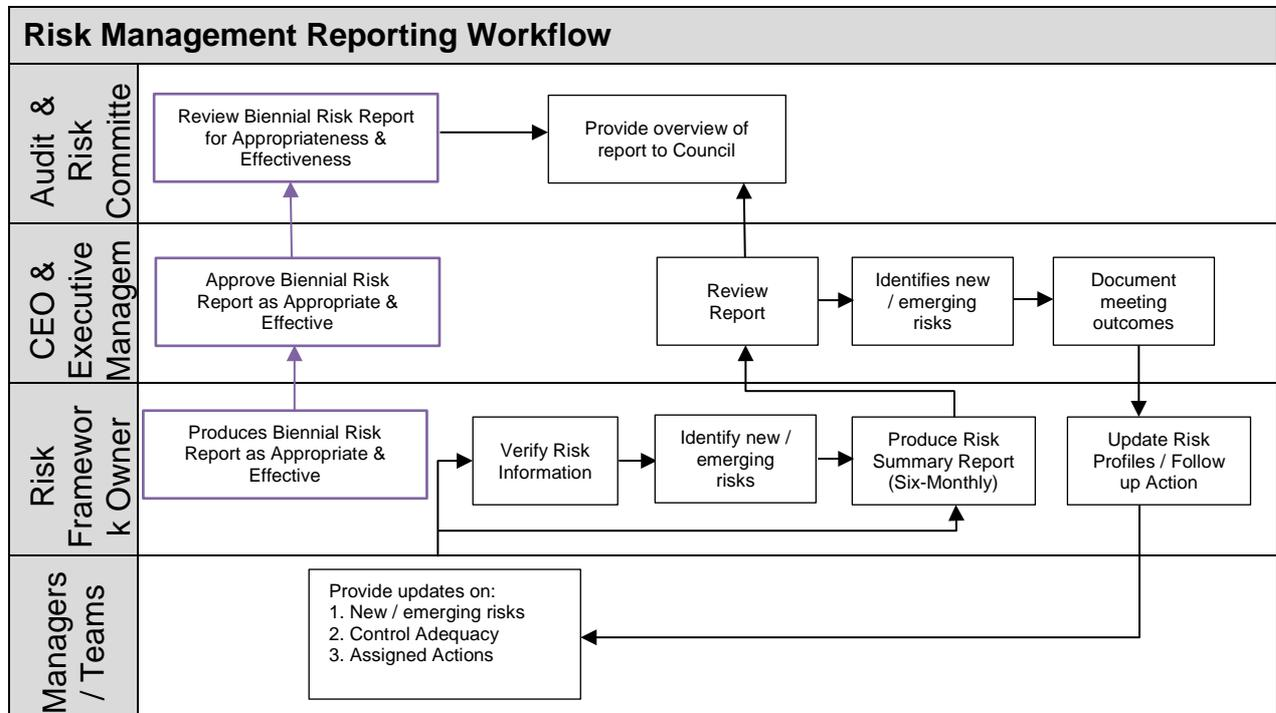 Risk Management Reporting Workflow
Audit &
Risk
Committe
Review Biennial Risk Report
for Appropriateness &
Effectiveness
Provide overview of
report to Council
CEO &
Executive
Managem
Approve Biennial Risk
Report as Appropriate &
Effective
Review
Report
Identifies new
/ emerging
risks
Document
meeting
outcomes
Risk
Framewor
k Owner
Produces Biennial Risk
Report as Appropriate &
Effective
Verify Risk
Information
Identify new /
emerging
risks
Produce Risk
Summary Report
(Six-Monthly)
Update Risk
Profiles / Follow
up Action
Managers
/ Teams
Provide updates on:
1. New / emerging risks
2. Control Adequacy
3. Assigned Actions